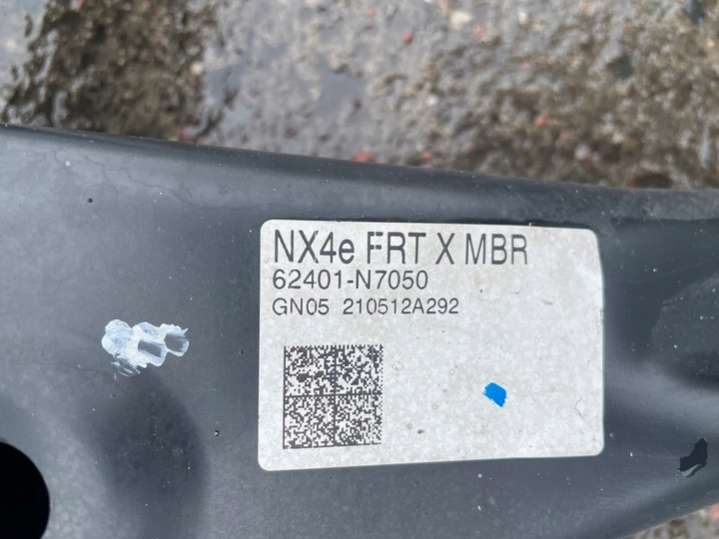 NX4e FRT X MBR
62401-N7050
GN05 210512A292